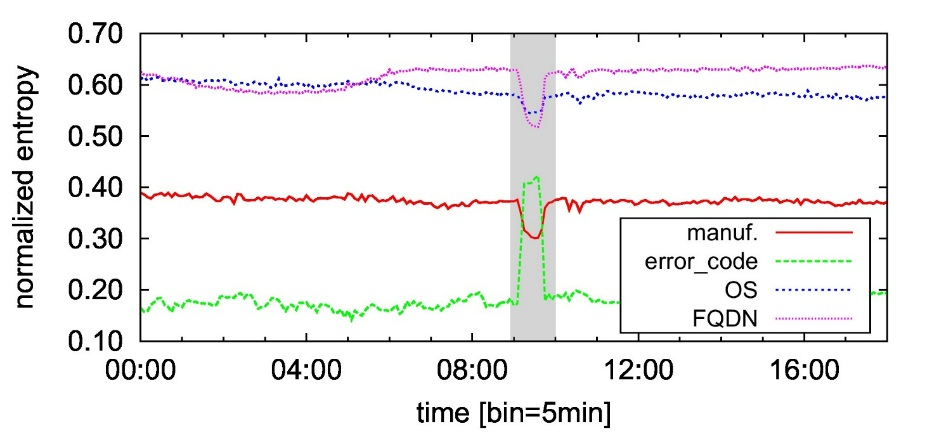 normalized entropy
0.70
0.60
0.50
0.40
0.30
0.20
0.10
manuf.
error_code
OS
FQDN
00:00 04:00 08:00 12:00 16:00
time [bin=5min]